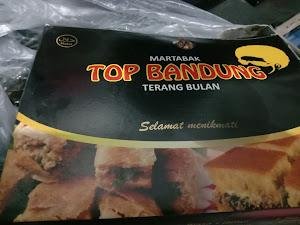 MARTABAK
TOP BANDUNG
TERANG BULAN
Selamat menikmati